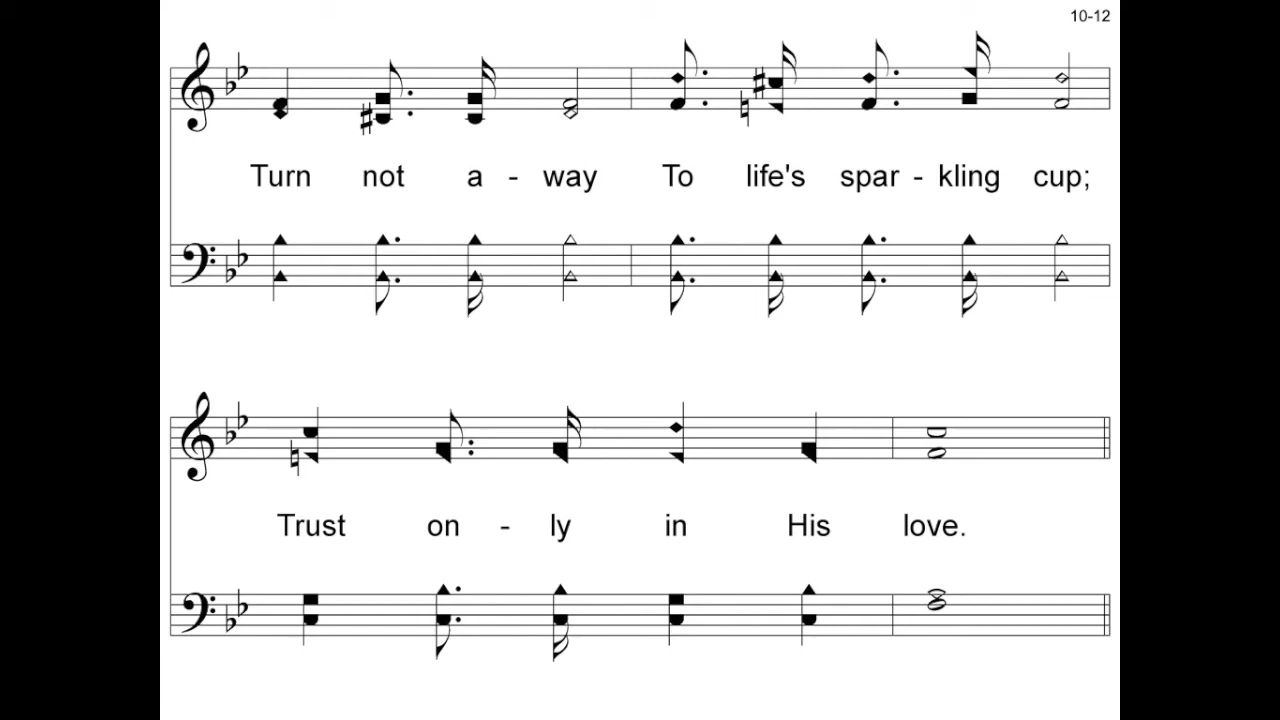 10-12
Turn not a - way To life's spar - kling cup;
Trust on - ly in His love.